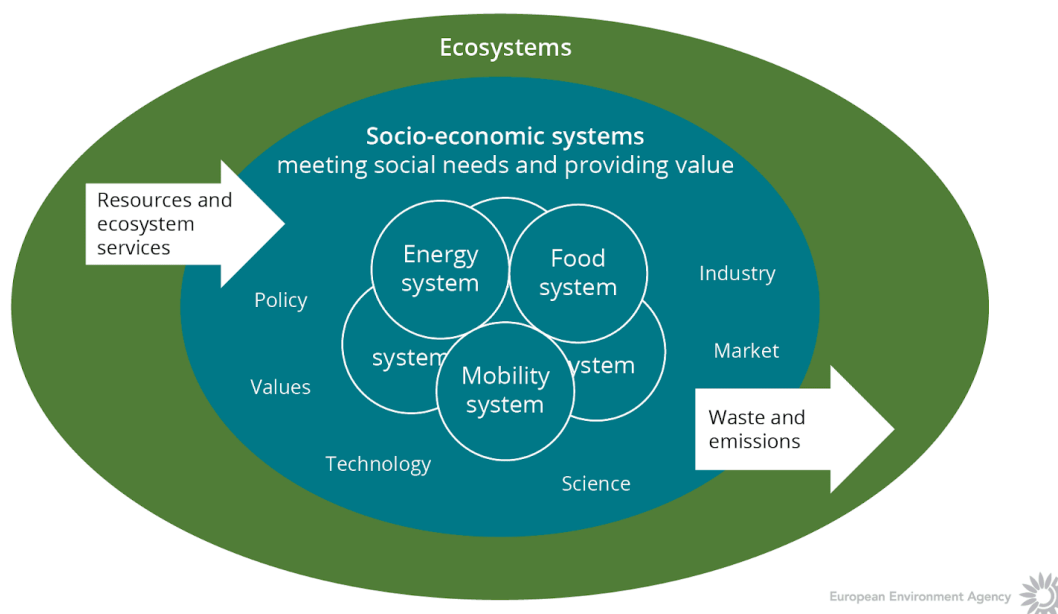 Ecosystems
Socio-economic systems
meeting social needs and providing value
Resources and
ecosystem
services
Energy
system
Food
system
Industry
Policy
Market
system
ystem
Mobility
system
Values
Waste and
emissions
Technology
Science
European Environment Agency